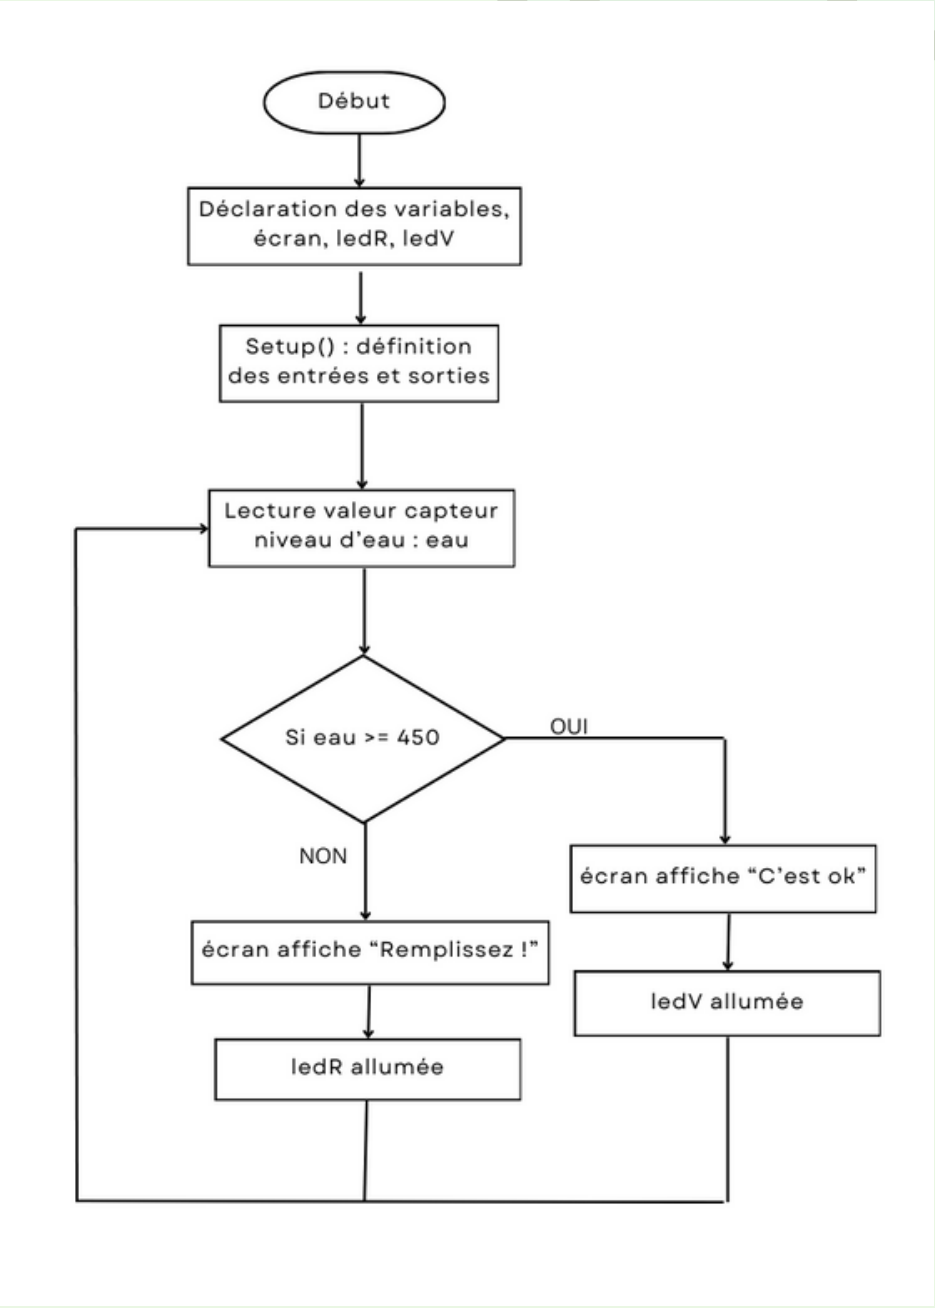 Début
Déclaration des variables,
écran, ledR, ledV
Setup() : définition
des entrées et sorties
Lecture valeur capteur
niveau d'eau : eau
Si eau >= 450
OUI
NON
écran affiche “C'est ok”
écran affiche “Remplissez !”
ledV allumée
ledR allumée